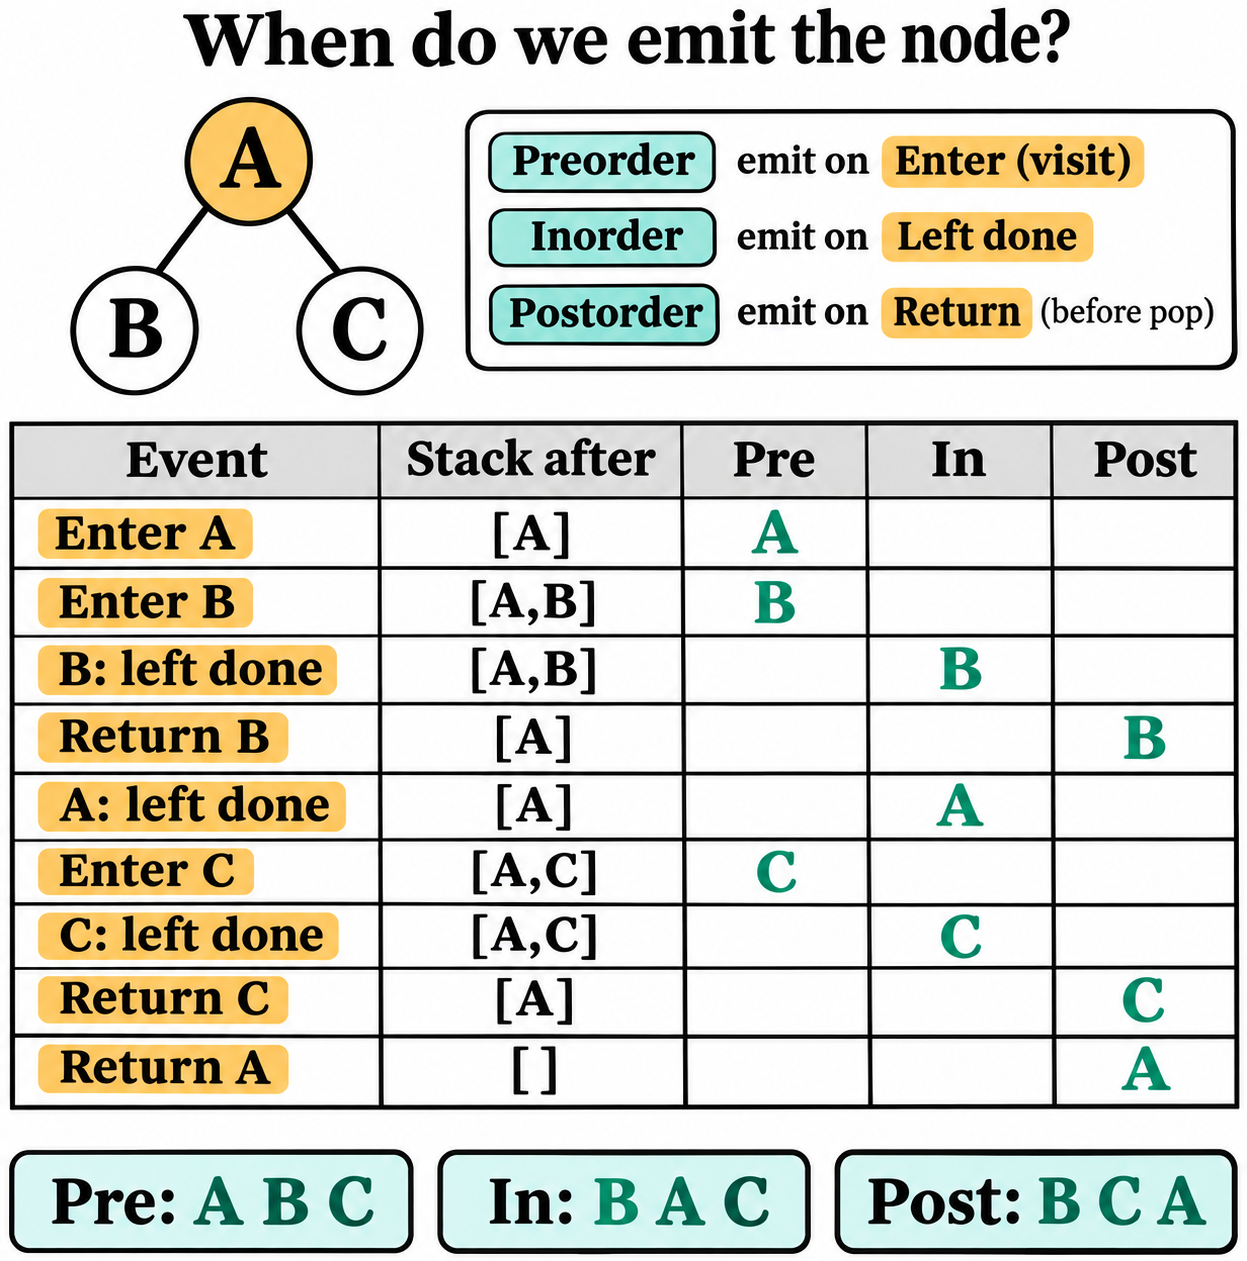 When do we emit the node?
A
B
C
Preorder emit on Enter (visit)
Inorder emit on Left done
Postorder emit on Return (before pop)
Event Stack after Pre In Post
Enter A [A] A
Enter B [A,B] B
B: left done [A,B] B
Return B [A] B
A: left done [A] A
Enter C [A,C] C
C: left done [A,C] C
Return C [A] C
Return A [ ] A
Pre: A B C
In: B A C
Post: B C A